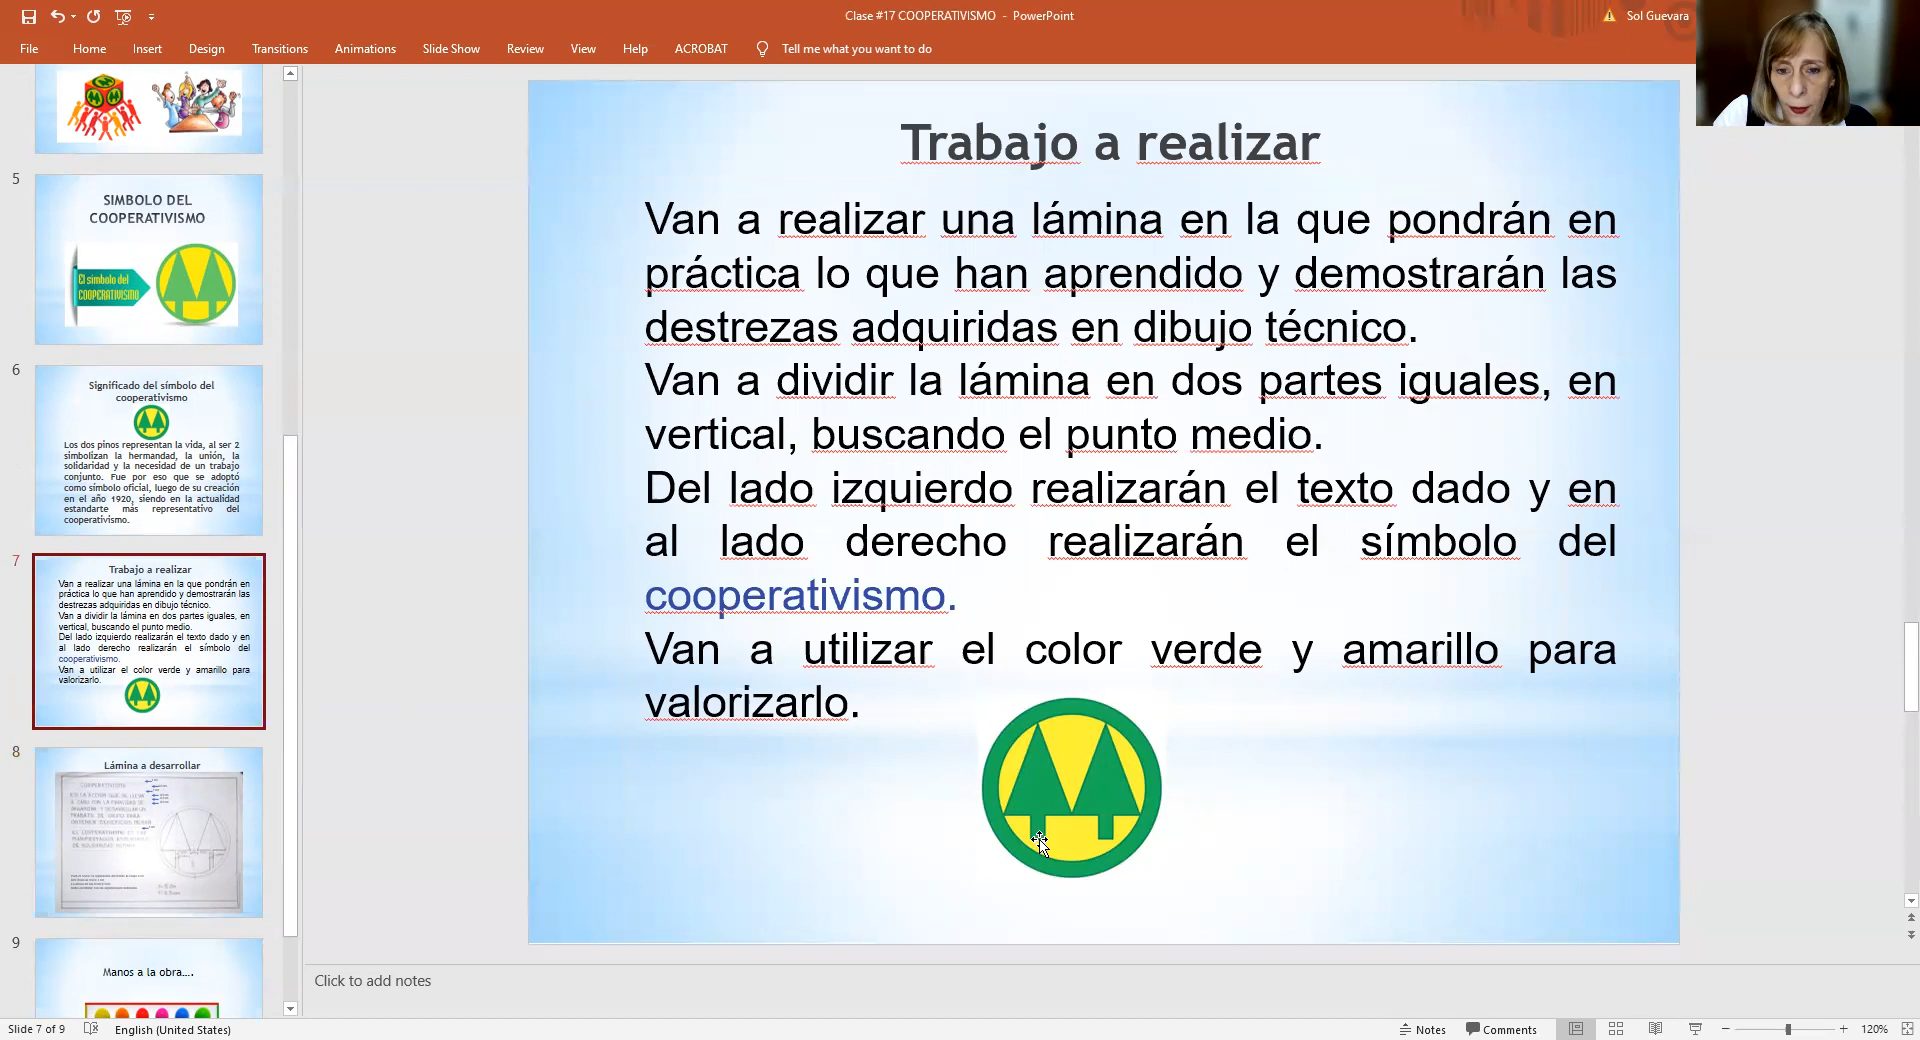 Clase #17 COOPERATIVISMO - PowerPoint
Sol Guevara
File Home Insert Design Transitions Animations Slide Show Review View Help ACROBAT Tell me what you want to do
5
SIMBOLO DEL
COOPERATIVISMO
El símbolo del
COOPERATIVISMO
6
Significado del símbolo del
cooperativismo
Los dos pinos representan la vida, al ser 2
simbolizan la hermandad, la unión, la
solidaridad y la necesidad de un trabajo
conjunto. Fue por eso que se adoptó
como símbolo oficial, luego de su creación
en el año 1920, siendo en la actualidad
estandarte más representativo del
cooperativismo.
7
Trabajo a realizar
Van a realizar una lámina en la que pondrán en
práctica lo que han aprendido y demostrarán las
destrezas adquiridas en dibujo técnico.
Van a dividir la lámina en dos partes iguales, en
vertical, buscando el punto medio.
Del lado izquierdo realizarán el texto dado y en
al lado derecho realizarán el símbolo del
cooperativismo.
Van a utilizar el color verde y amarillo para
valorizarlo.
8
Lámina a desarrollar
COOPERATIVISMO
9
Manos a la obra....
Trabajo a realizar
Van a realizar una lámina en la que pondrán en
práctica lo que han aprendido y demostrarán las
destrezas adquiridas en dibujo técnico.
Van a dividir la lámina en dos partes iguales, en
vertical, buscando el punto medio.
Del lado izquierdo realizarán el texto dado y en
al lado derecho realizarán el símbolo del
cooperativismo.
Van a utilizar el color verde y amarillo para
valorizarlo.
Click to add notes
Slide 7 of 9 English (United States) Notes Comments 120%